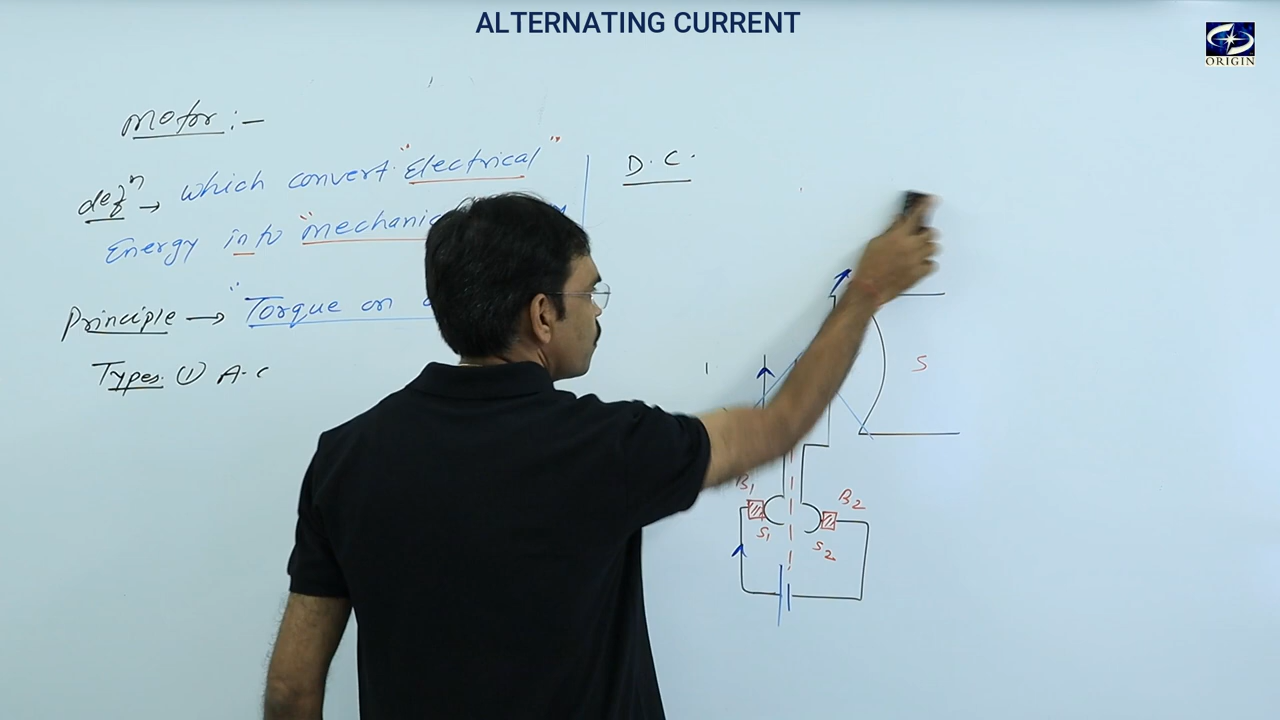 ALTERNATING CURRENT
ORIGIN
Motor :-
defn → which convert "Electrical"
Energy into "mechanic
Principle → "Torque on
Types ① A-C
D.C.
S
B1
B2
S1
S2